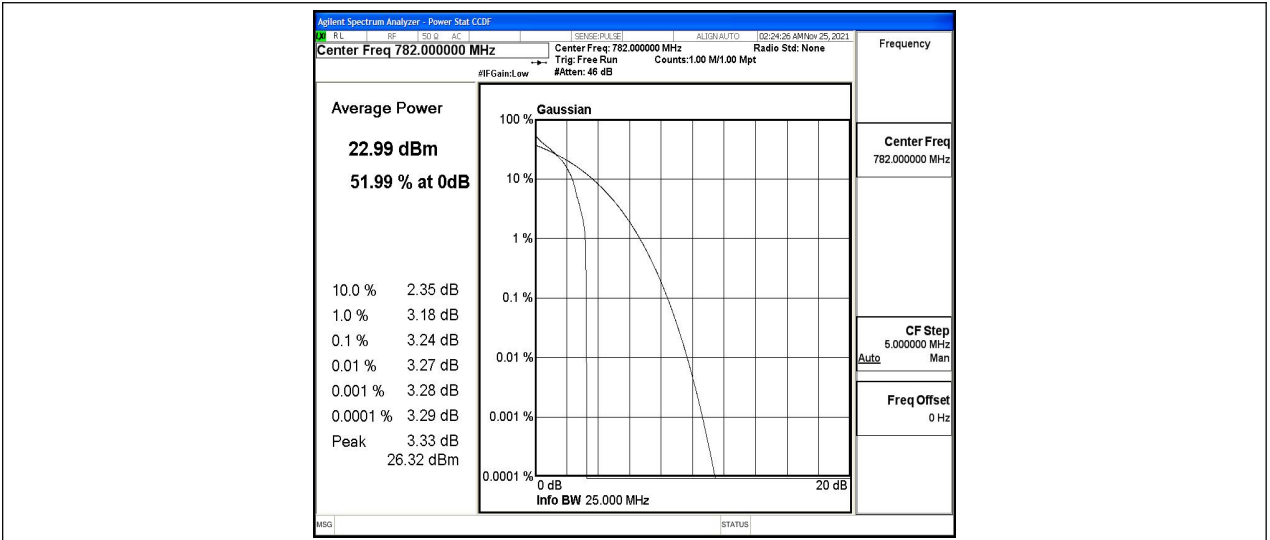 Agilent Spectrum Analyzer - Power Stat CCDF
LXI RL RF 50 Ω AC SENSE:PULSE ALIGN AUTO 02:24:26 AM Nov 25, 2021
Center Freq 782.000000 MHz
Center Freq: 782.000000 MHz Radio Std: None
Trig: Free Run Counts:1.00 M/1.00 Mpt
#IFGain:Low #Atten: 46 dB
Frequency
Average Power
22.99 dBm
51.99 % at 0dB
10.0 % 2.35 dB
1.0 % 3.18 dB
0.1 % 3.24 dB
0.01 % 3.27 dB
0.001 % 3.28 dB
0.0001 % 3.29 dB
Peak 3.33 dB
26.32 dBm
Gaussian
100 %
10 %
1 %
0.1 %
0.01 %
0.001 %
0.0001 %
0 dB 20 dB
Info BW 25.000 MHz
Center Freq
782.000000 MHz
CF Step
5.000000 MHz
Auto Man
Freq Offset
0 Hz
MSG STATUS